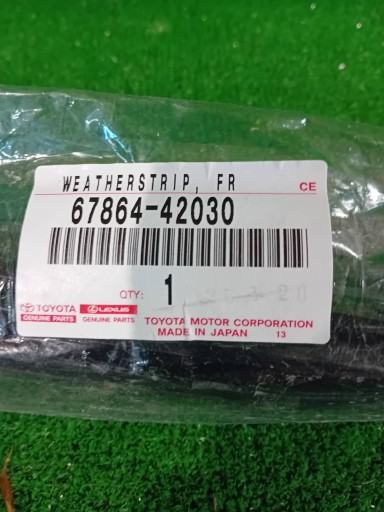 WEATHERSTRIP, FR
CE
67864-42030
QTY: 1
TOYOTA LEXUS
GENUINE PARTS GENUINE PARTS
TOYOTA MOTOR CORPORATION
MADE IN JAPAN 13